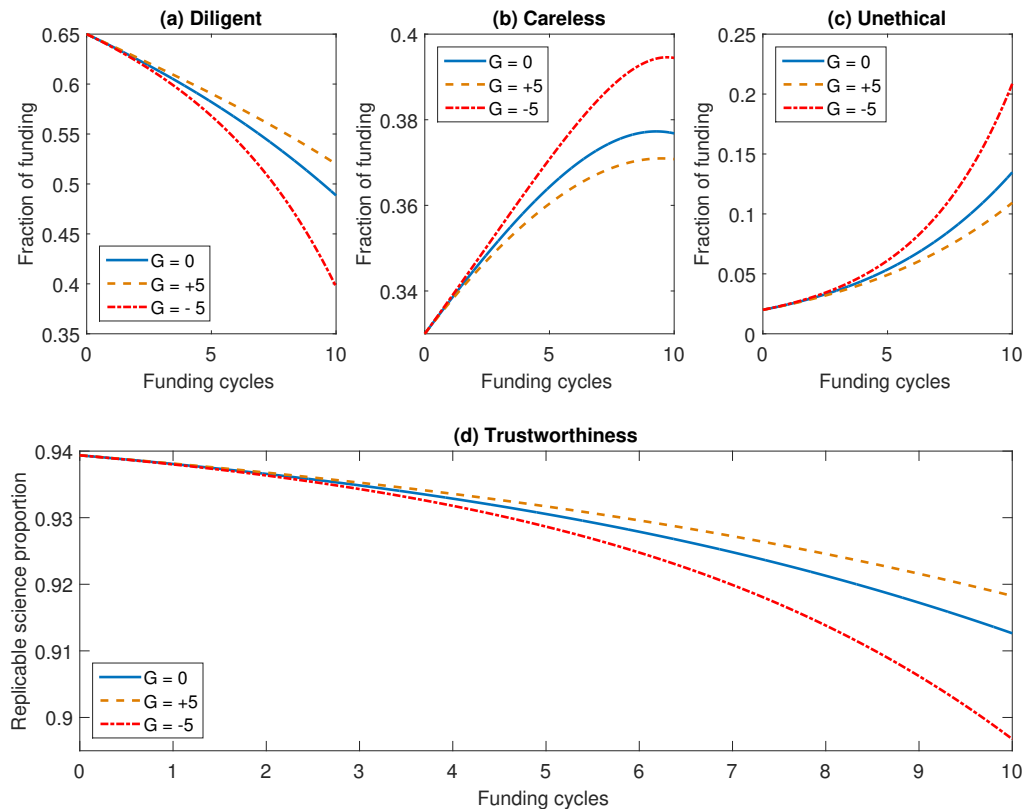 (a) Diligent
0.65
0.6
0.55
0.5
0.45
0.4
0.35
Fraction of funding
G = 0
G = +5
G = - 5
0 5 10
Funding cycles
(b) Careless
0.4
0.38
0.36
0.34
Fraction of funding
G = 0
G = +5
G = -5
0 5 10
Funding cycles
(c) Unethical
0.25
0.2
0.15
0.1
0.05
0
Fraction of funding
G = 0
G = +5
G = -5
0 5 10
Funding cycles
(d) Trustworthiness
0.94
0.93
0.92
0.91
0.9
Replicable science proportion
G = 0
G = +5
G = -5
0 1 2 3 4 5 6 7 8 9 10
Funding cycles